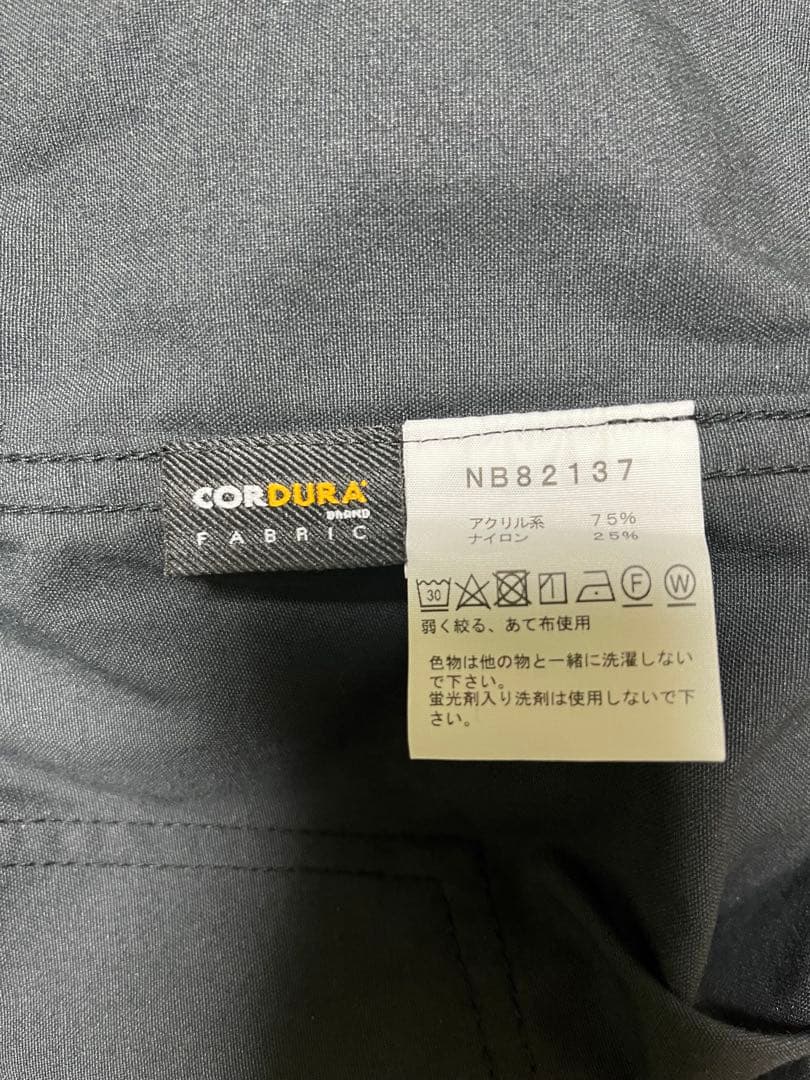 CORDURA
BRAND
FABRIC
NB82137
アクリル系 75%
ナイロン 25%
30 F W
弱く絞る、あて布使用
色物は他の物と一緒に洗濯しない
で下さい。
蛍光剤入り洗剤は使用しないで下
さい。